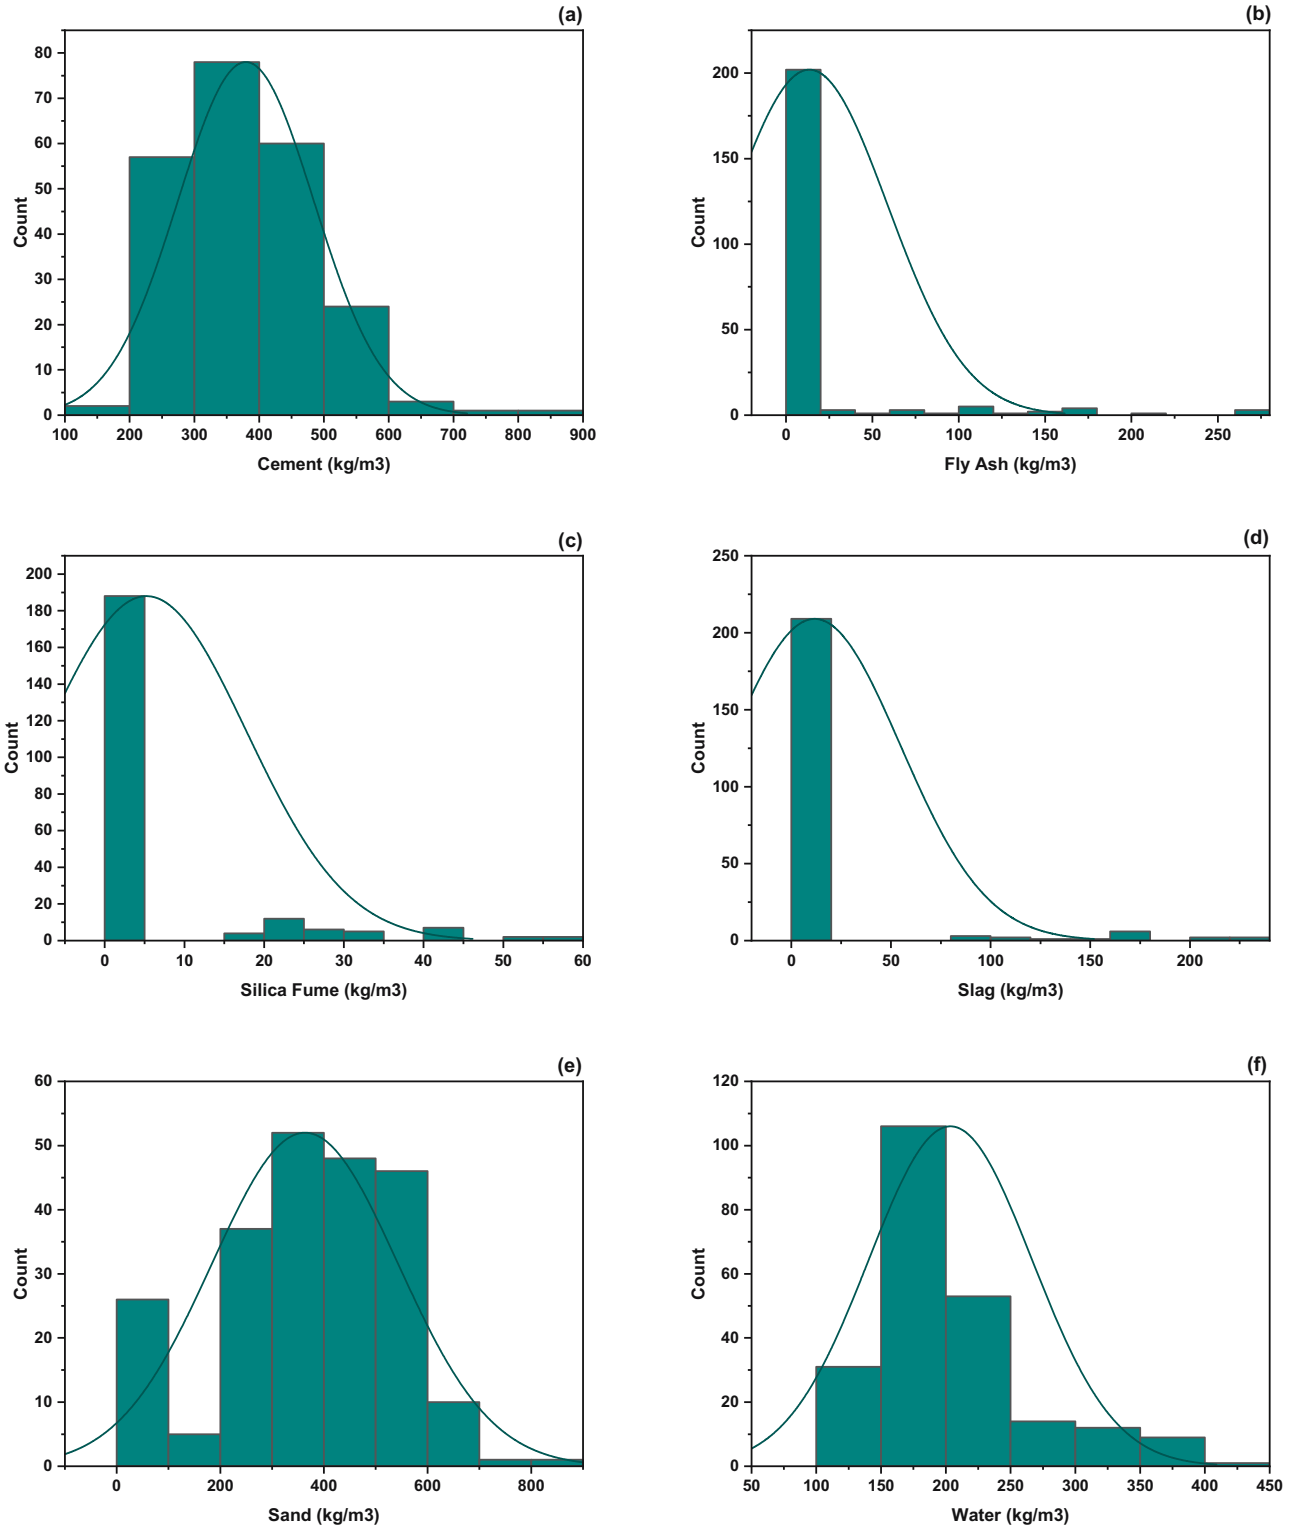 (a)
80
70
60
50
40
30
20
10
0
Count
100 200 300 400 500 600 700 800 900
Cement (kg/m3)
(b)
200
150
100
50
0
Count
0 50 100 150 200 250
Fly Ash (kg/m3)
(c)
200
180
160
140
120
100
80
60
40
20
0
Count
0 10 20 30 40 50 60
Silica Fume (kg/m3)
(d)
250
200
150
100
50
0
Count
0 50 100 150 200
Slag (kg/m3)
(e)
60
50
40
30
20
10
0
Count
0 200 400 600 800
Sand (kg/m3)
(f)
120
100
80
60
40
20
0
Count
50 100 150 200 250 300 350 400 450
Water (kg/m3)